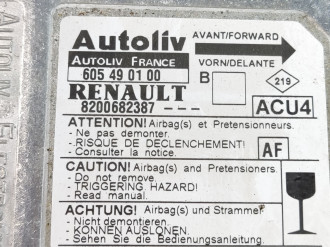 Autoliv AVANT/FORWARD
AUTOLIV FRANCE VORN/DELANTE
605 49 01 00 B 219
RENAULT
8200682387 --- ACU4
ATTENTION! Airbag(s) et Pretensionneurs.
- Ne pas demonter.
- RISQUE DE DECLENCHEMENT! AF
- Consulter la notice.
CAUTION! Airbag(s) and Pretensioners.
- Do not remove.
- TRIGGERING HAZARD!
- Read manual.
ACHTUNG! Airbag(s) und Strammer
- Nicht demontieren.
- KÖNNEN AUSLÖSEN.
- Sehen Sie die Bedienungsanleitung